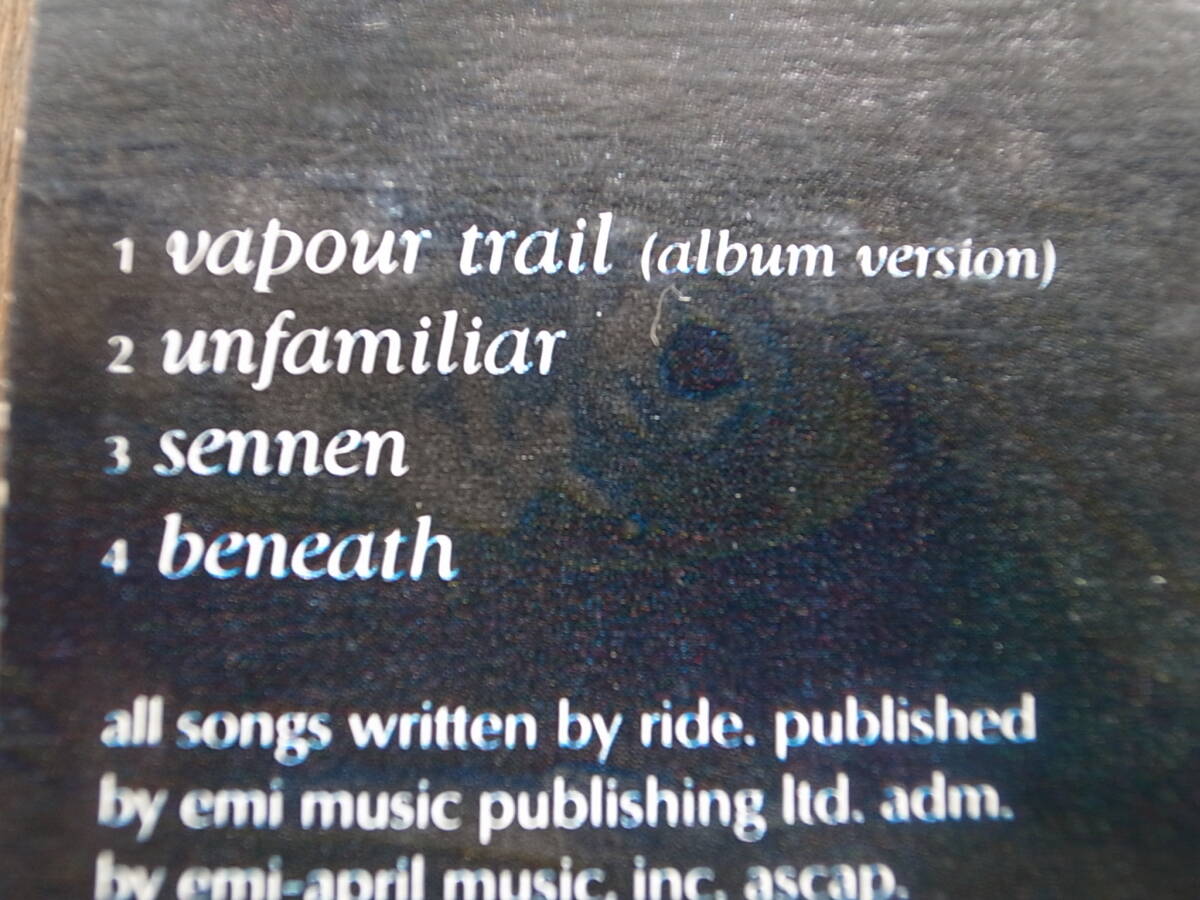 1 vapour trail (album version)
2 unfamiliar
3 sennen
4 beneath
all songs written by ride. published
by emi music publishing ltd. adm.
by emi-april music, inc. ascap.